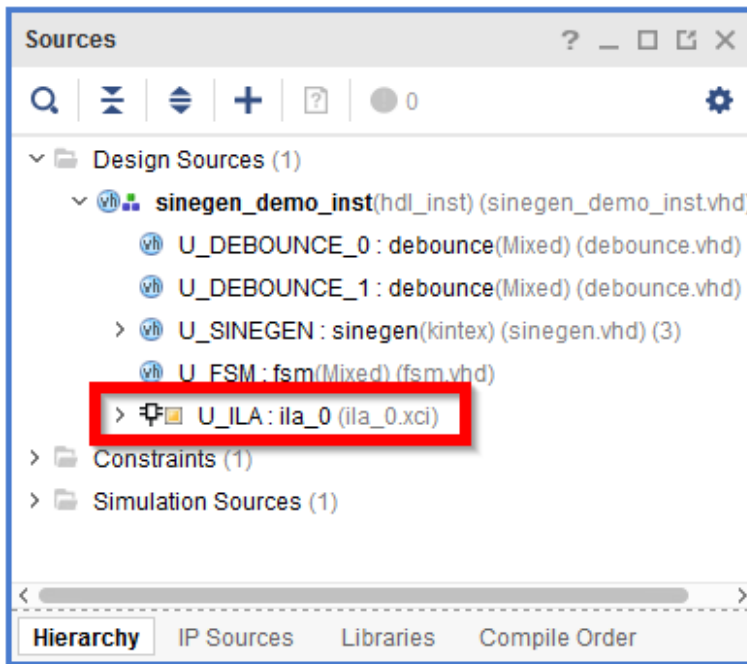 Sources
0
Design Sources (1)
sinegen_demo_inst(hdl_inst) (sinegen_demo_inst.vhd)
U_DEBOUNCE_0 : debounce(Mixed) (debounce.vhd)
U_DEBOUNCE_1 : debounce(Mixed) (debounce.vhd)
U_SINEGEN : sinegen(kintex) (sinegen.vhd) (3)
U_FSM : fsm(Mixed) (fsm.vhd)
U_ILA : ila_0 (ila_0.xci)
Constraints (1)
Simulation Sources (1)
Hierarchy IP Sources Libraries Compile Order